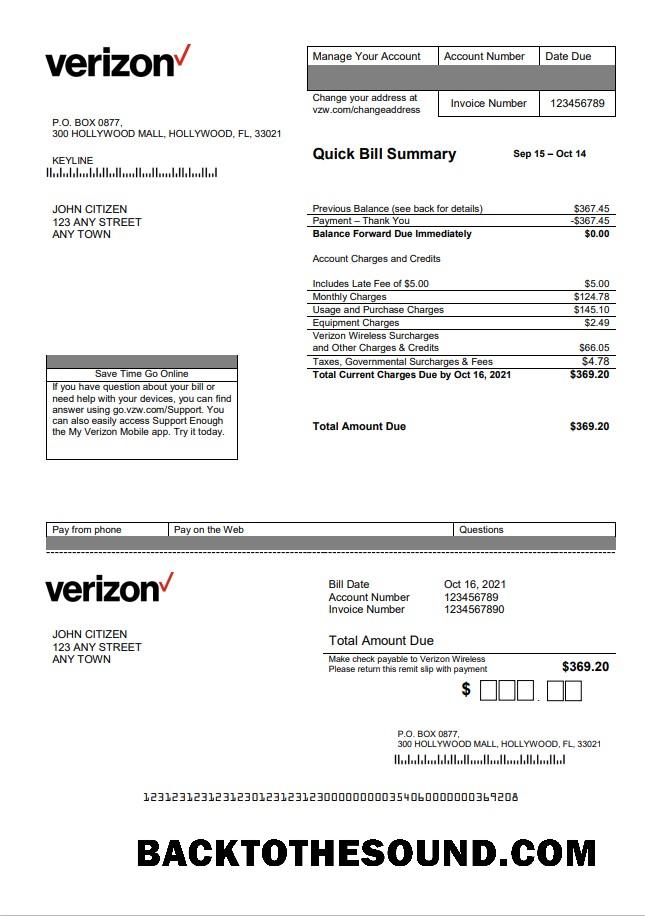 verizon
Manage Your Account Account Number Date Due
Change your address at
vzw.com/changeaddress
Invoice Number 123456789
P.O. BOX 0877,
300 HOLLYWOOD MALL, HOLLYWOOD, FL, 33021
KEYLINE
Quick Bill Summary Sep 15 – Oct 14
JOHN CITIZEN
123 ANY STREET
ANY TOWN
Previous Balance (see back for details) $367.45
Payment – Thank You -$367.45
Balance Forward Due Immediately $0.00
Account Charges and Credits
Includes Late Fee of $5.00 $5.00
Monthly Charges $124.78
Usage and Purchase Charges $145.10
Equipment Charges $2.49
Verizon Wireless Surcharges
and Other Charges & Credits $66.05
Taxes, Governmental Surcharges & Fees $4.78
Total Current Charges Due by Oct 16, 2021 $369.20
Total Amount Due $369.20
Save Time Go Online
If you have question about your bill or
need help with your devices, you can find
answer using go.vzw.com/Support. You
can also easily access Support Enough
the My Verizon Mobile app. Try it today.
Pay from phone Pay on the Web Questions
verizon
Bill Date Oct 16, 2021
Account Number 123456789
Invoice Number 1234567890
JOHN CITIZEN
123 ANY STREET
ANY TOWN
Total Amount Due
Make check payable to Verizon Wireless
Please return this remit slip with payment
$369.20
$ .
P.O. BOX 0877,
300 HOLLYWOOD MALL, HOLLYWOOD, FL, 33021
BACKTOTHESOUND.COM